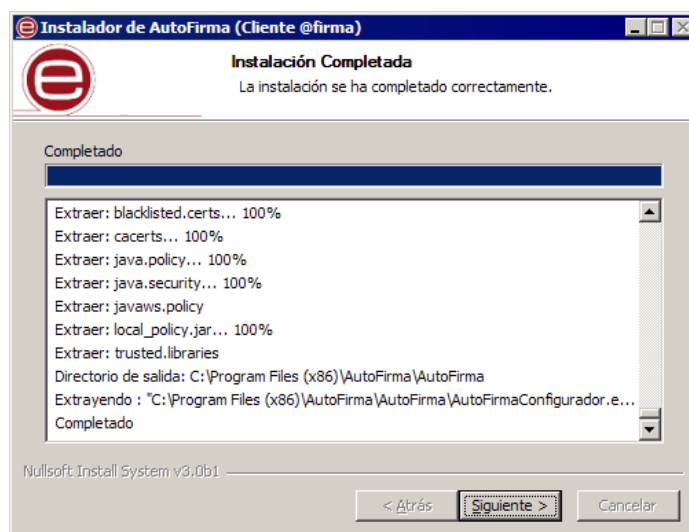 Instalador de AutoFirma (Cliente @firma)
Instalación Completada
La instalación se ha completado correctamente.
Completado
Extraer: blacklisted.certs... 100%
Extraer: cacerts... 100%
Extraer: java.policy... 100%
Extraer: java.security... 100%
Extraer: javaws.policy
Extraer: local_policy.jar... 100%
Extraer: trusted.libraries
Directorio de salida: C:\Program Files (x86)\AutoFirma\AutoFirma
Extrayendo : "C:\Program Files (x86)\AutoFirma\AutoFirma\AutoFirmaConfigurador.e...
Completado
Nullsoft Install System v3.0b1
< Atrás Siguiente > Cancelar